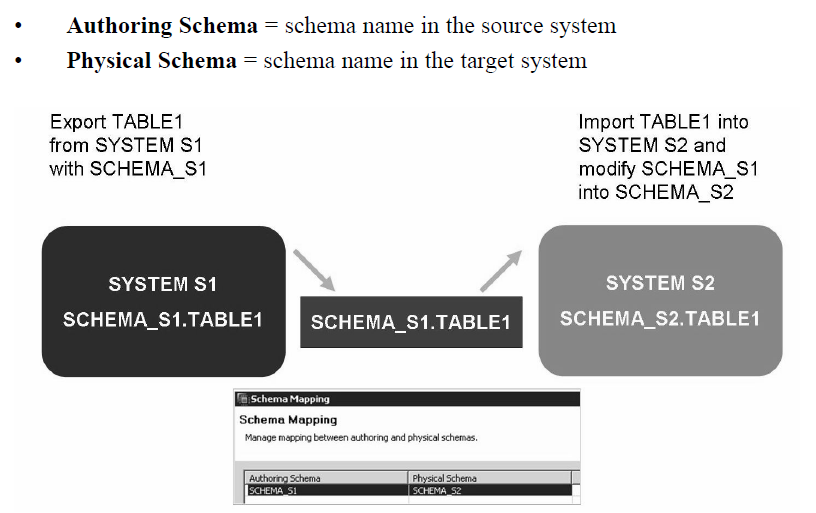 • Authoring Schema = schema name in the source system
• Physical Schema = schema name in the target system
Export TABLE1
from SYSTEM S1
with SCHEMA_S1
Import TABLE1 into
SYSTEM S2 and
modify SCHEMA_S1
into SCHEMA_S2
SYSTEM S1
SCHEMA_S1.TABLE1
SCHEMA_S1.TABLE1
SYSTEM S2
SCHEMA_S2.TABLE1
Schema Mapping
Schema Mapping
Manage mapping between authoring and physical schemas.
Authoring Schema Physical Schema
SCHEMA_S1 SCHEMA_S2